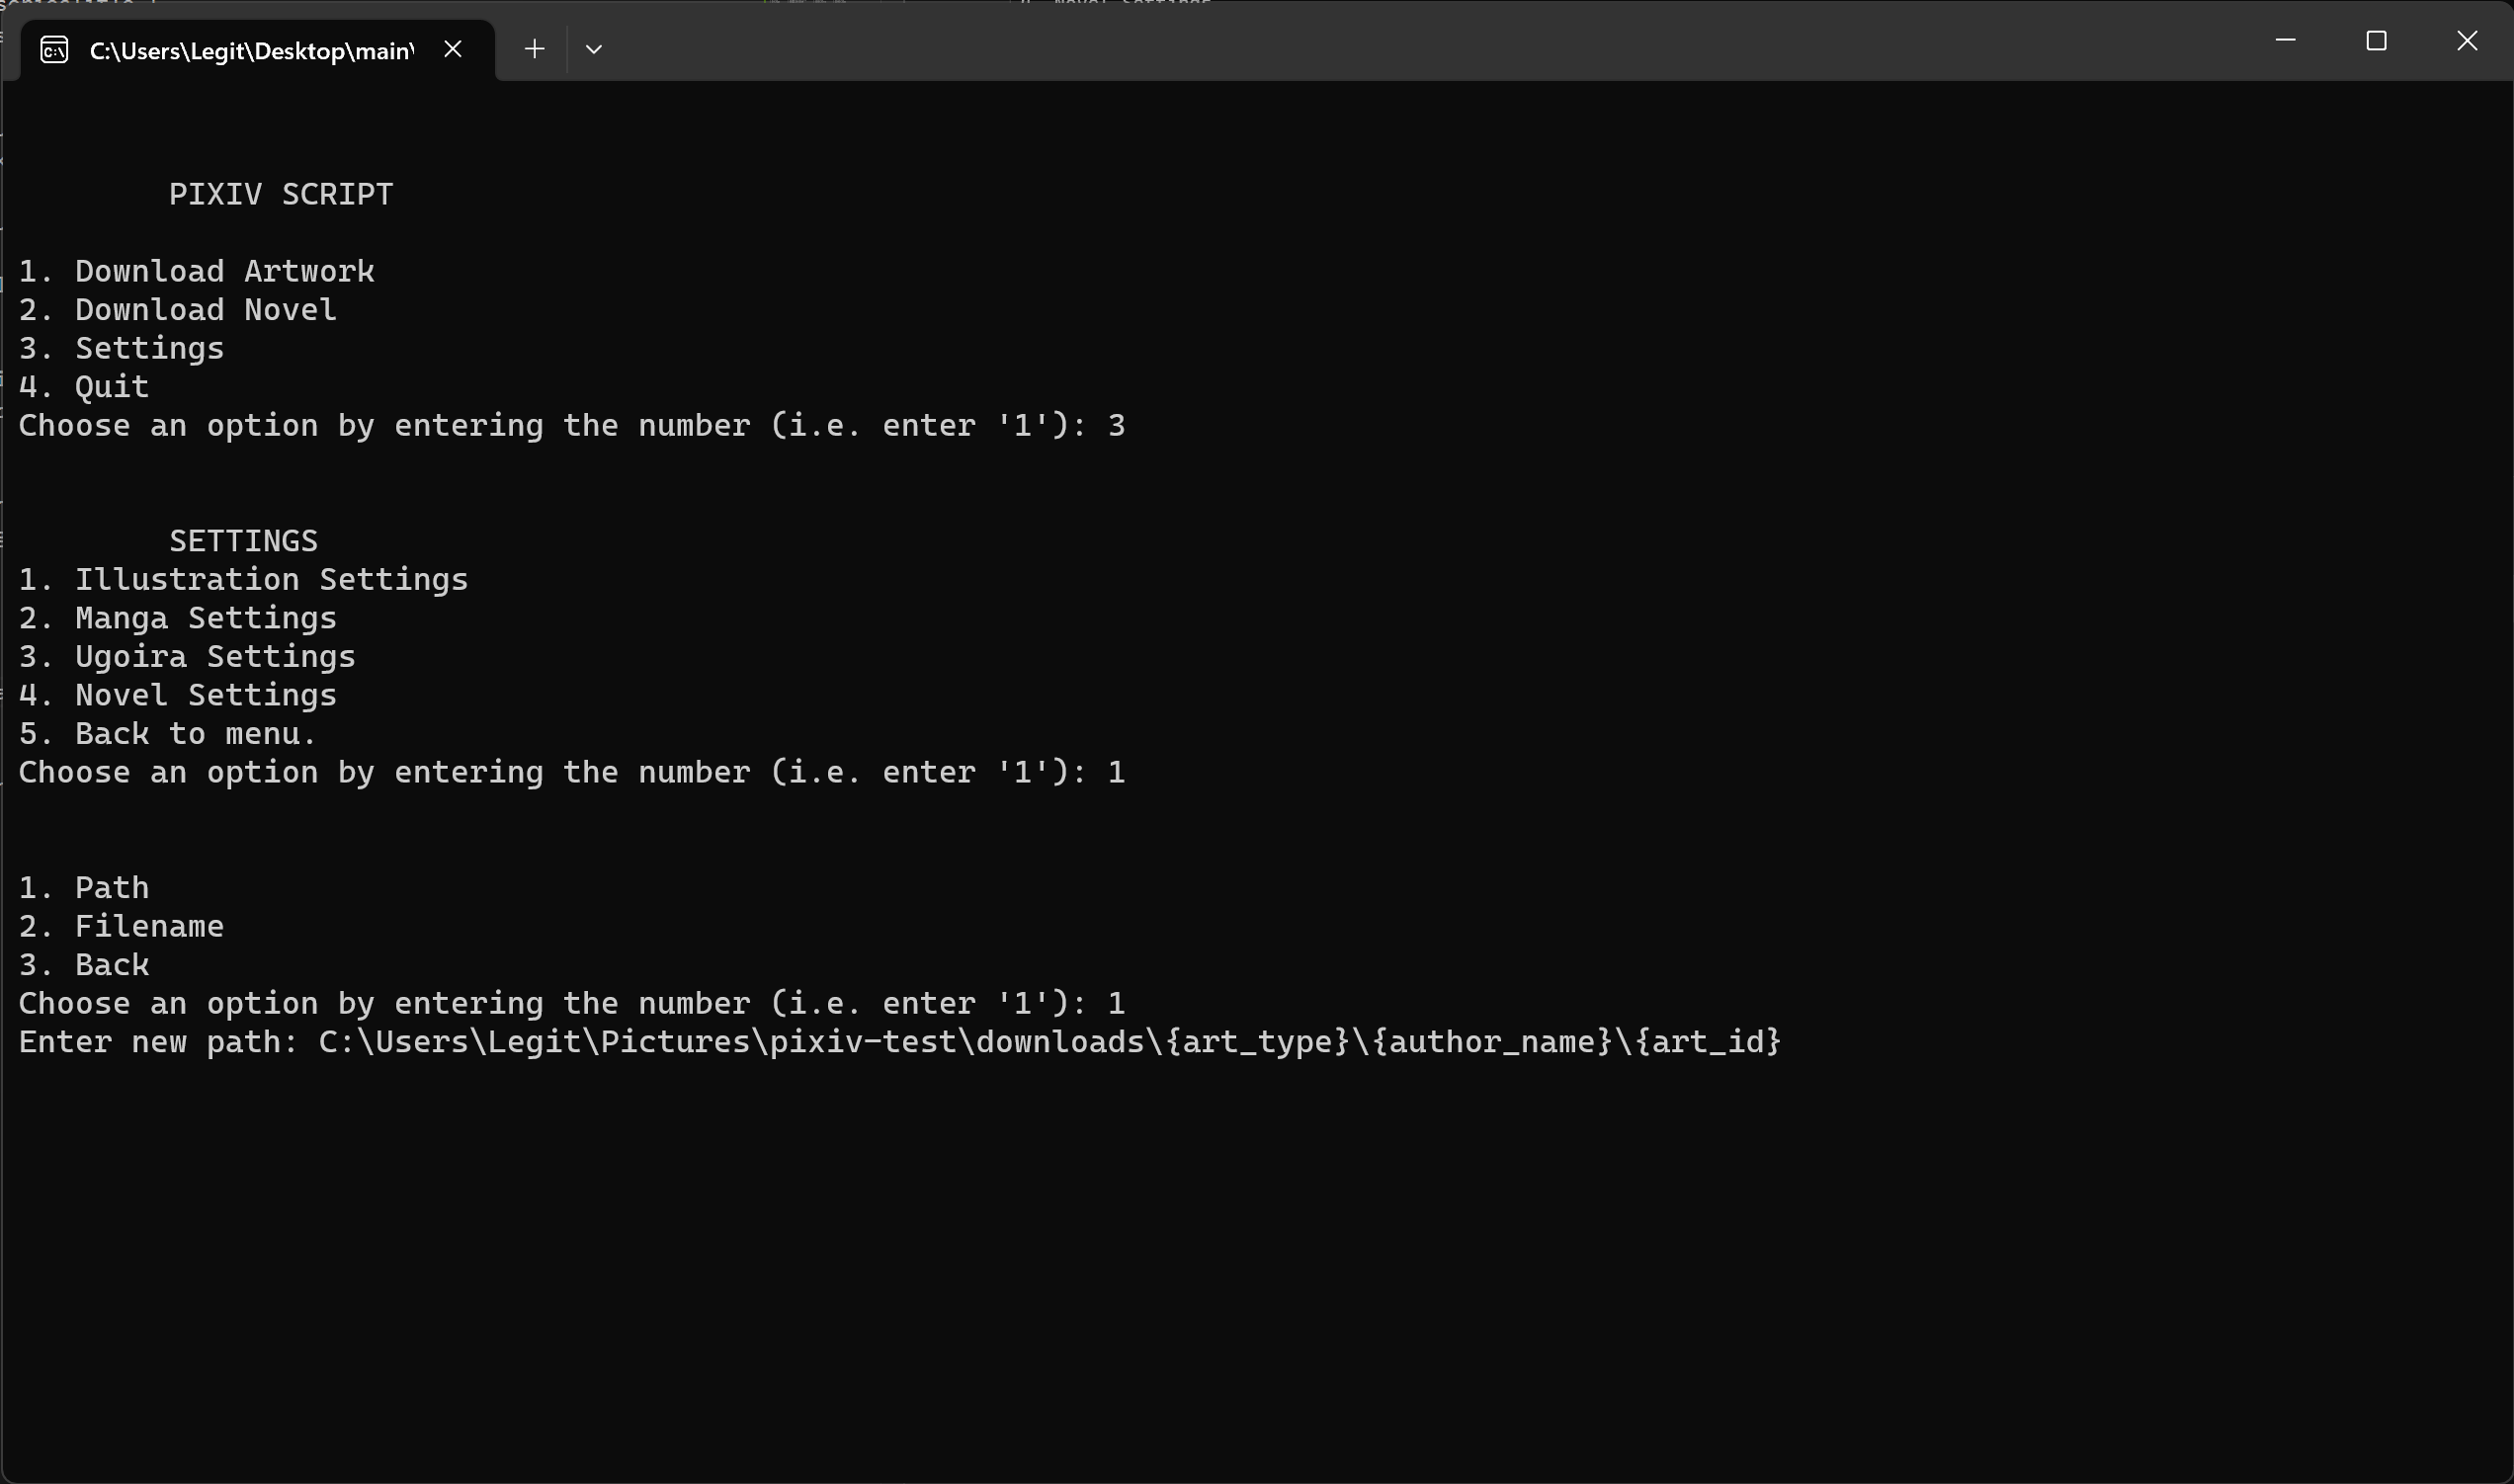 Novel Settings
C:\Users\Legit\Desktop\main\
PIXIV SCRIPT
1. Download Artwork
2. Download Novel
3. Settings
4. Quit
Choose an option by entering the number (i.e. enter '1'): 3
SETTINGS
1. Illustration Settings
2. Manga Settings
3. Ugoira Settings
4. Novel Settings
5. Back to menu.
Choose an option by entering the number (i.e. enter '1'): 1
1. Path
2. Filename
3. Back
Choose an option by entering the number (i.e. enter '1'): 1
Enter new path: C:\Users\Legit\Pictures\pixiv-test\downloads\{art_type}\{author_name}\{art_id}